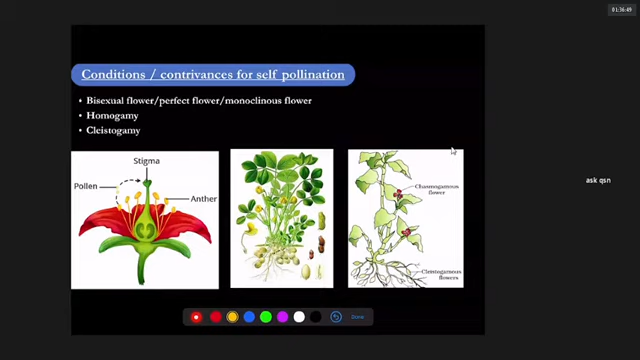 01:36:49
Conditions / contrivances for self pollination
• Bisexual flower/perfect flower/monoclinous flower
• Homogamy
• Cleistogamy
Stigma
Pollen
Anther
Chasmogamous
flower
Cleistogamous
flowers
ask qsn
Done